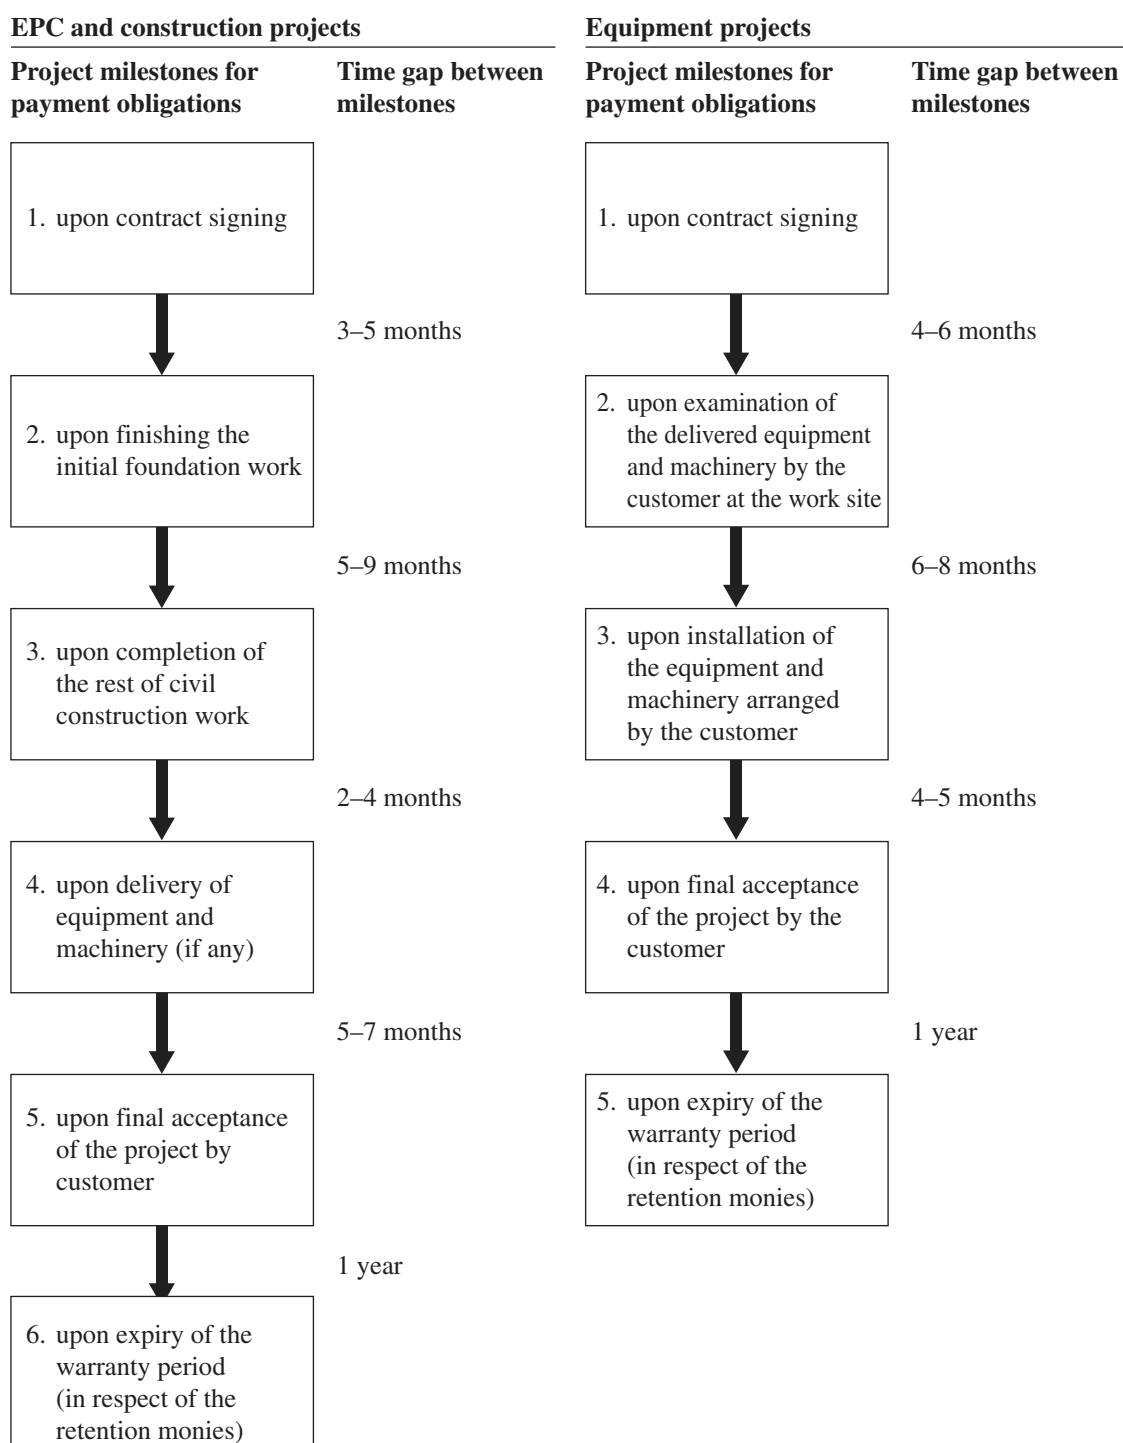 EPC and construction projects
Project milestones for
payment obligations
Time gap between
milestones
1. upon contract signing
3–5 months
2. upon finishing the
initial foundation work
5–9 months
3. upon completion of
the rest of civil
construction work
2–4 months
4. upon delivery of
equipment and
machinery (if any)
5–7 months
5. upon final acceptance
of the project by
customer
1 year
6. upon expiry of the
warranty period
(in respect of the
retention monies)
Equipment projects
Project milestones for
payment obligations
Time gap between
milestones
1. upon contract signing
4–6 months
2. upon examination of
the delivered equipment
and machinery by the
customer at the work site
6–8 months
3. upon installation of
the equipment and
machinery arranged
by the customer
4–5 months
4. upon final acceptance
of the project by the
customer
1 year
5. upon expiry of the
warranty period
(in respect of the
retention monies)